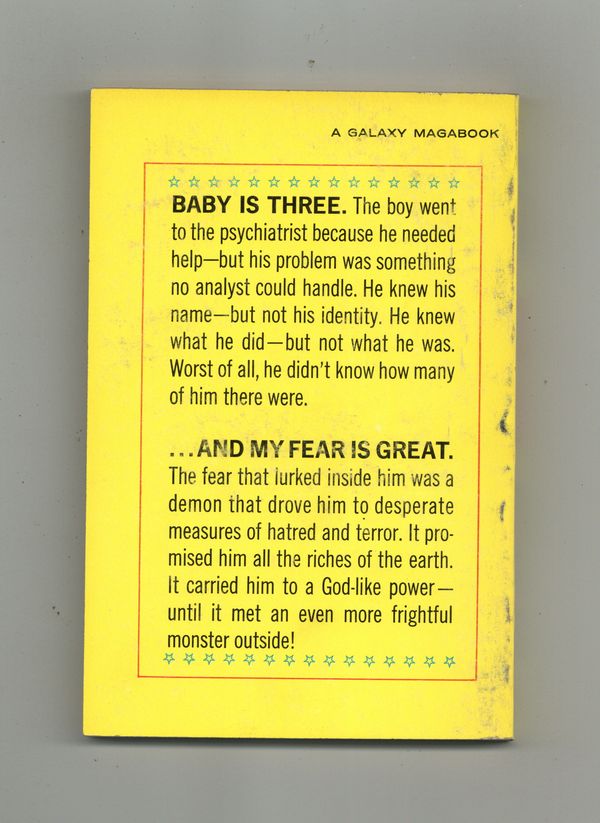 A GALAXY MAGABOOK
BABY IS THREE. The boy went
to the psychiatrist because he needed
help—but his problem was something
no analyst could handle. He knew his
name—but not his identity. He knew
what he did—but not what he was.
Worst of all, he didn't know how many
of him there were.
...AND MY FEAR IS GREAT.
The fear that lurked inside him was a
demon that drove him to desperate
measures of hatred and terror. It pro-
mised him all the riches of the earth.
It carried him to a God-like power—
until it met an even more frightful
monster outside!